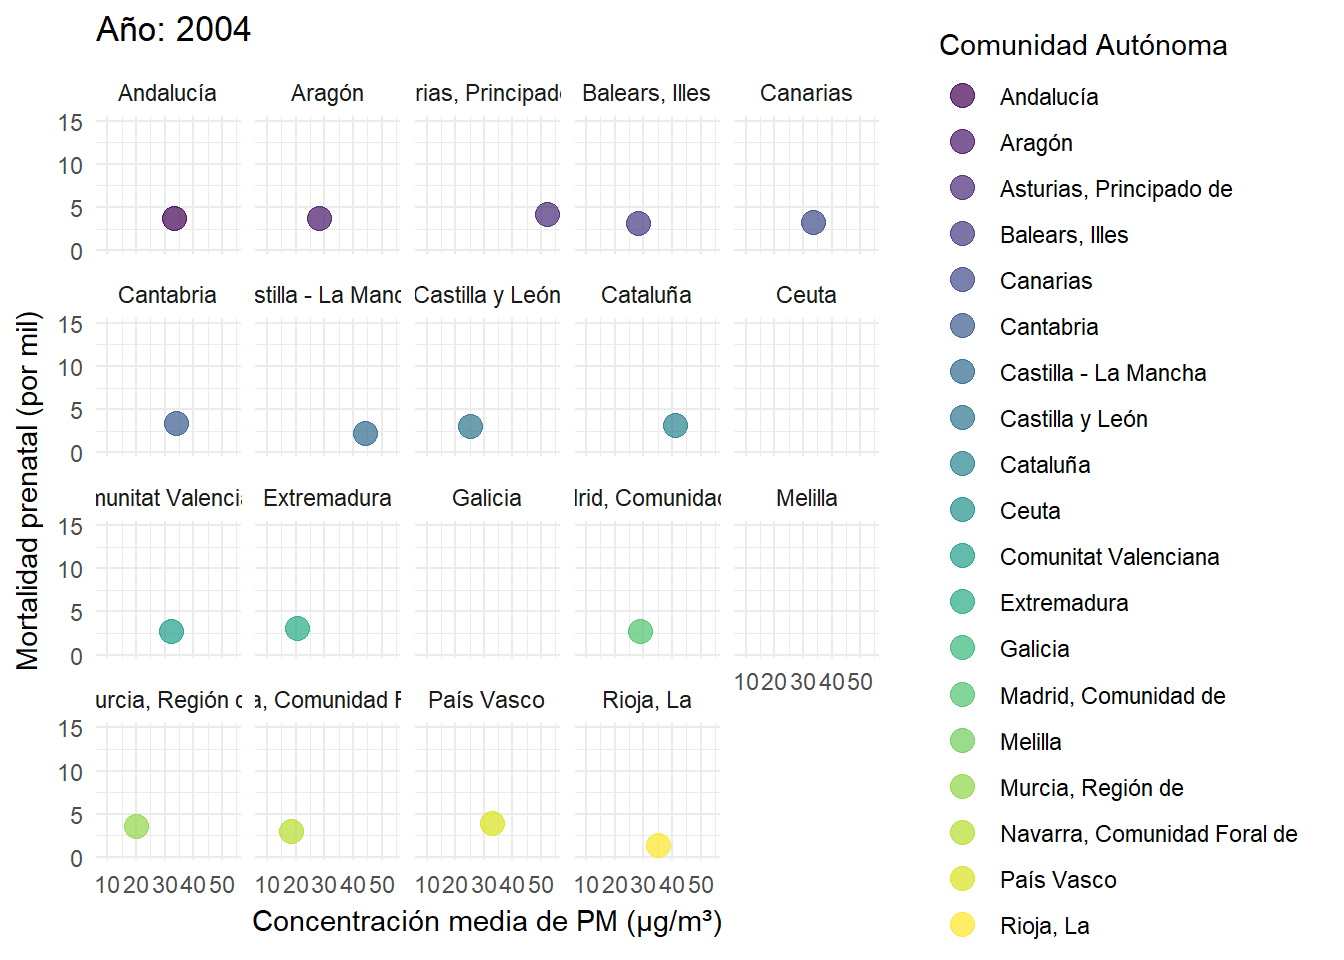 Año: 2004
Andalucía
Aragón
rias, Principad
Balears, Illes
Canarias
15
10
5
0
Cantabria
stilla - La Manc
Castilla y León
Cataluña
Ceuta
15
10
5
0
munitat Valencia
Extremadura
Galicia
drid, Comunidad
Melilla
15
10
5
0
10 20 30 40 50
urcia, Región d
a, Comunidad F
País Vasco
Rioja, La
15
10
5
0
10 20 30 40 50
10 20 30 40 50
10 20 30 40 50
10 20 30 40 50
Concentración media de PM (µg/m³)
Mortalidad prenatal (por mil)
Comunidad Autónoma
Andalucía
Aragón
Asturias, Principado de
Balears, Illes
Canarias
Cantabria
Castilla - La Mancha
Castilla y León
Cataluña
Ceuta
Comunitat Valenciana
Extremadura
Galicia
Madrid, Comunidad de
Melilla
Murcia, Región de
Navarra, Comunidad Foral de
País Vasco
Rioja, La